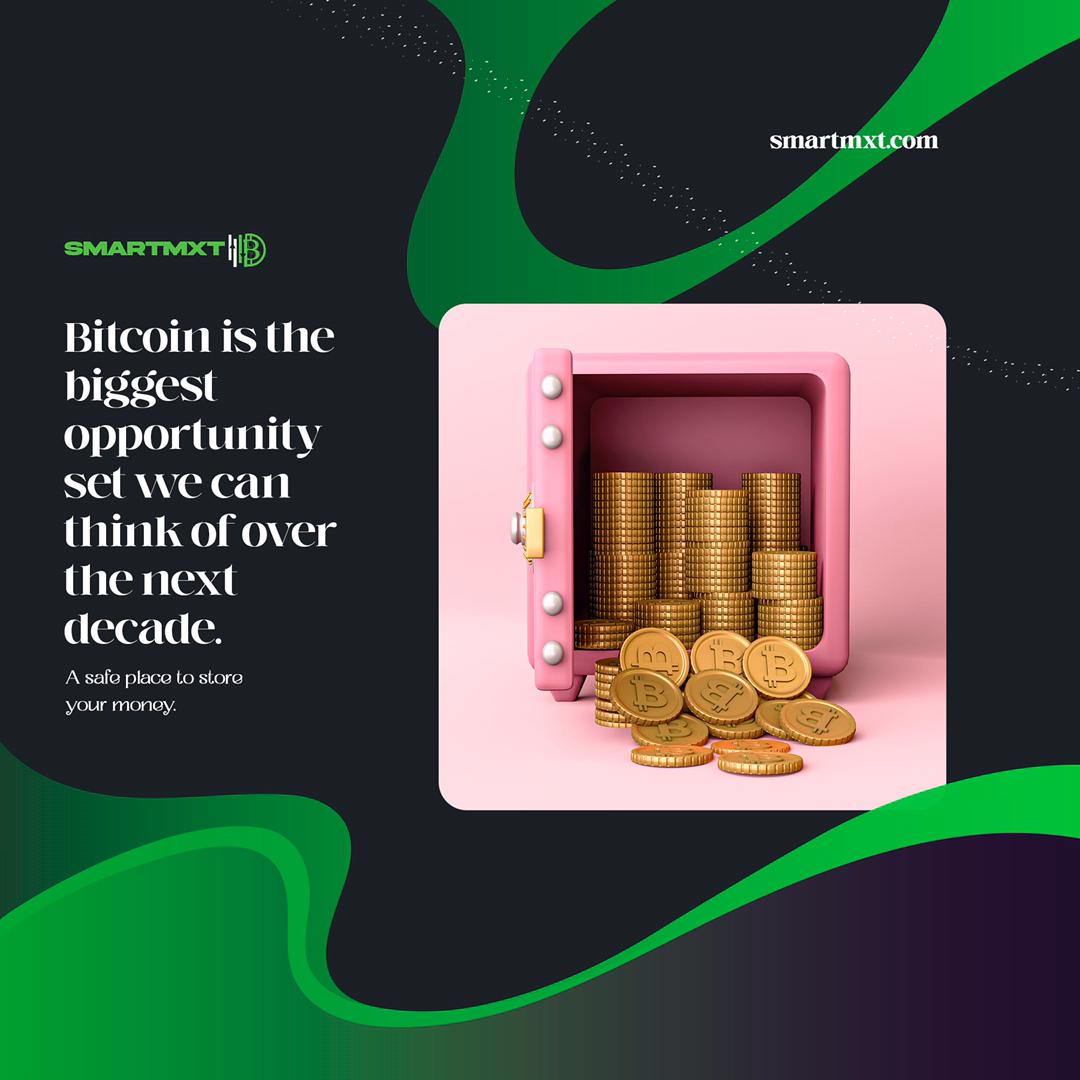 smartmxt.com
SMARTMXT
Bitcoin is the
biggest
opportunity
set we can
think of over
the next
decade.
A safe place to store
your money.